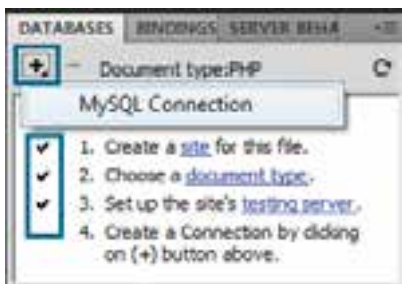 DATABASES BINDINGS SERVER BEHA
Document type:PHP
MySQL Connection
1. Create a site for this file.
2. Choose a document type.
3. Set up the site's testing server.
4. Create a Connection by clicking
on (+) button above.